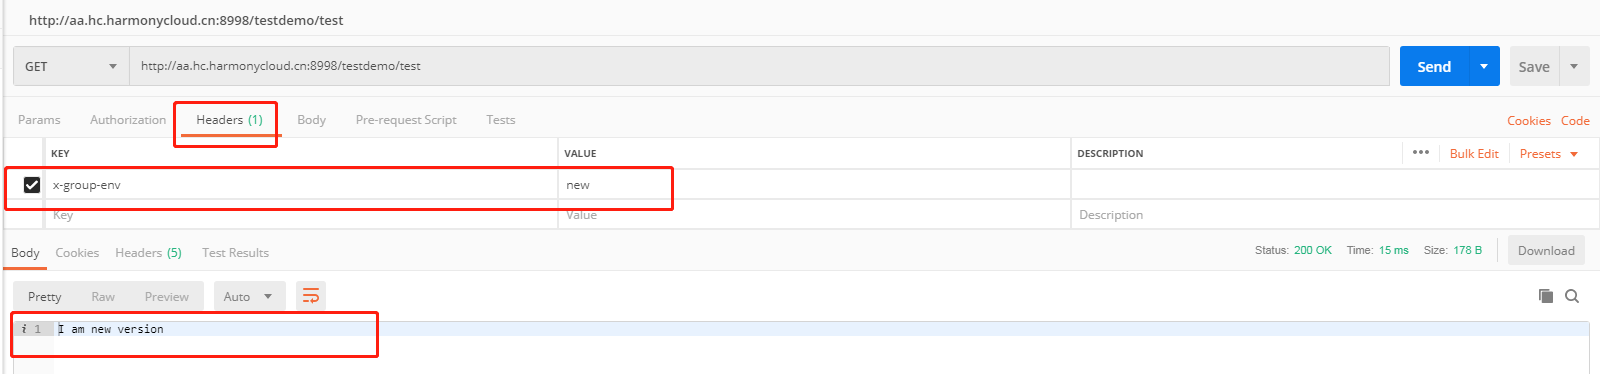 http://aa.hc.harmonycloud.cn:8998/testdemo/test
GET http://aa.hc.harmonycloud.cn:8998/testdemo/test Send Save
Params Authorization Headers (1) Body Pre-request Script Tests Cookies Code
KEY VALUE DESCRIPTION ••• Bulk Edit Presets
x-group-env new
Key Value Description
Body Cookies Headers (5) Test Results Status: 200 OK Time: 15 ms Size: 178 B Download
Pretty Raw Preview Auto
i 1 I am new version